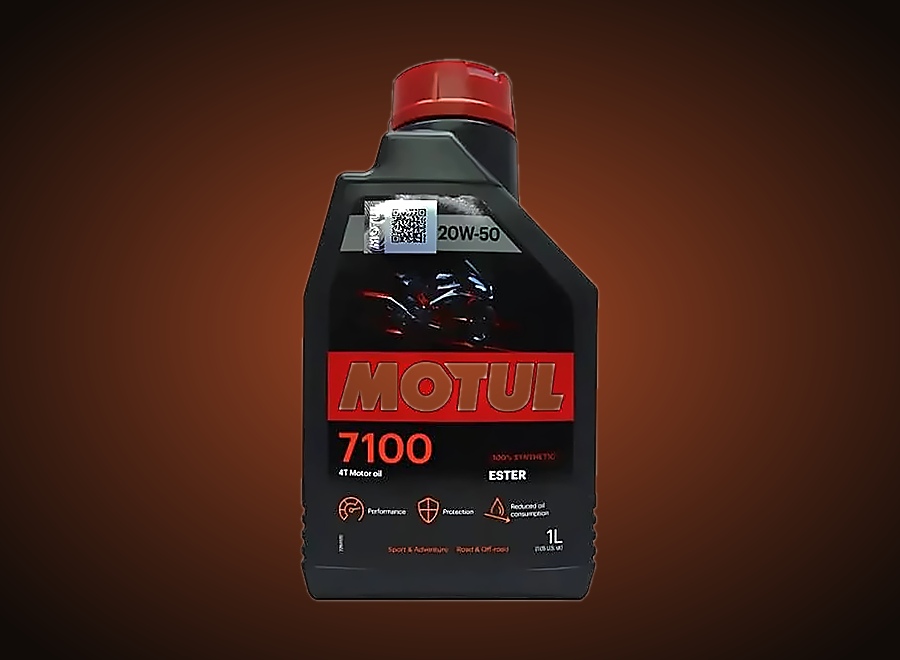 20W-50
MOTUL
7100
4T Motor oil
100% SYNTHETIC
ESTER
Performance
Protection
Reduced oil
consumption
1L
Sport & Adventure Road & Off-road